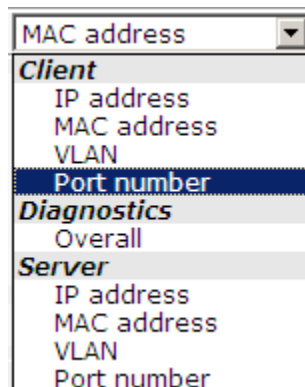 MAC address
Client
IP address
MAC address
VLAN
Port number
Diagnostics
Overall
Server
IP address
MAC address
VLAN
Port number